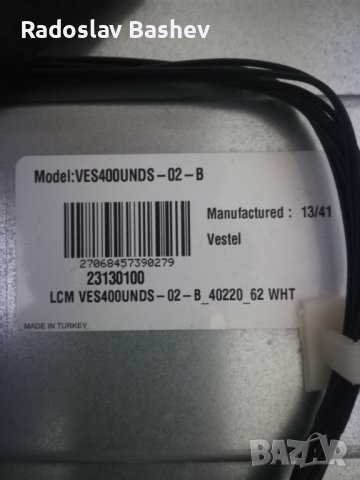 Radoslav Bashev
Model:VES400UNDS-02-B
Manufactured : 13/41
Vestel
27068457390279
23130100
LCM VES400UNDS-02-B_40220_62 WHT
MADE IN TURKEY
bazar